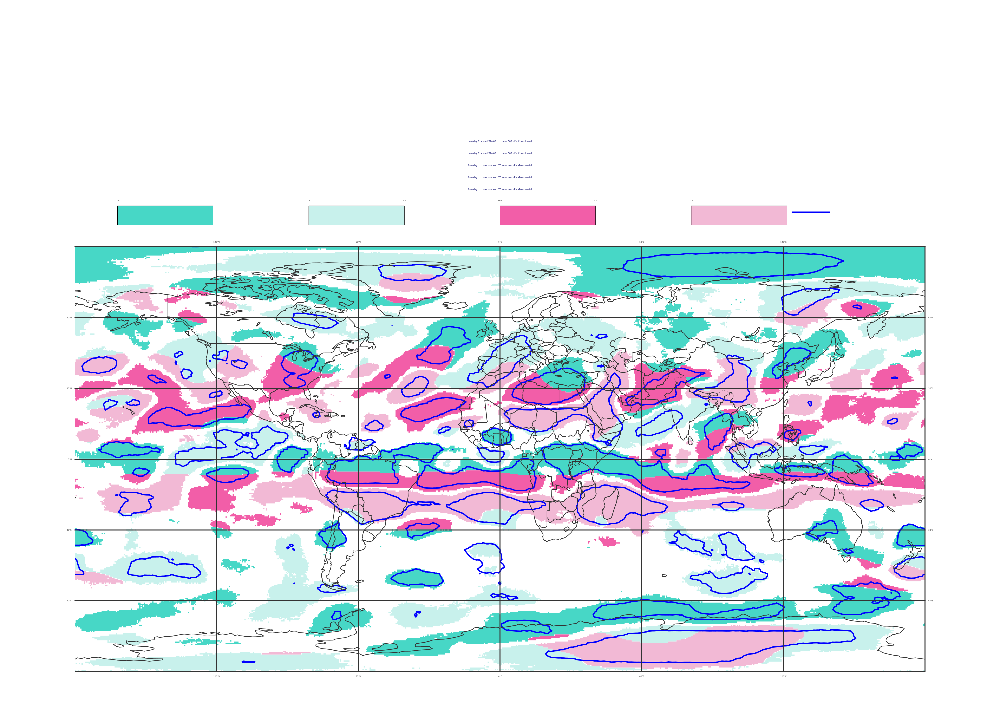 Saturday 01 June 2024 06 UTC ecmf 500 hPa Geopotential
Saturday 01 June 2024 06 UTC ecmf 500 hPa Geopotential
Saturday 01 June 2024 06 UTC ecmf 500 hPa Geopotential
Saturday 01 June 2024 06 UTC ecmf 500 hPa Geopotential
Saturday 01 June 2024 06 UTC ecmf 500 hPa Geopotential
0.9 1.1 0.9 1.1 0.9 1.1 0.9 1.1
120°W 60°W 0°E 60°E 120°E
60°N 60°N
30°N 30°N
0°N 0°N
30°S 30°S
60°S 60°S
120°W 60°W 0°E 60°E 120°E